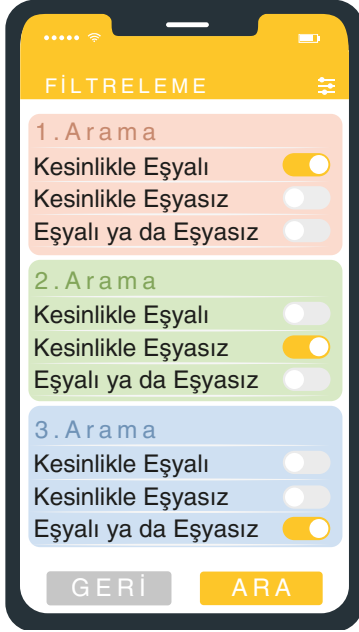 FİLTRELEME
1.Arama
Kesinlikle Eşyalı
Kesinlikle Eşyasız
Eşyalı ya da Eşyasız
2.Arama
Kesinlikle Eşyalı
Kesinlikle Eşyasız
Eşyalı ya da Eşyasız
3.Arama
Kesinlikle Eşyalı
Kesinlikle Eşyasız
Eşyalı ya da Eşyasız
GERİ ARA